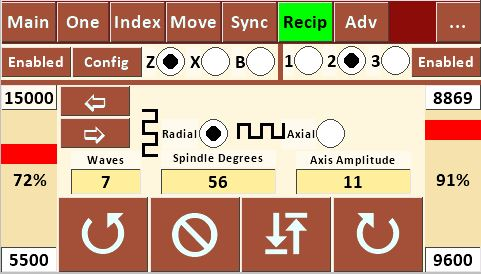 Main One Index Move Sync Recip Adv ...
Enabled Config Z X B 1 2 3 Enabled
15000 8869
Radial Axial
Waves Spindle Degrees Axis Amplitude
72% 7 56 11 91%
5500 9600